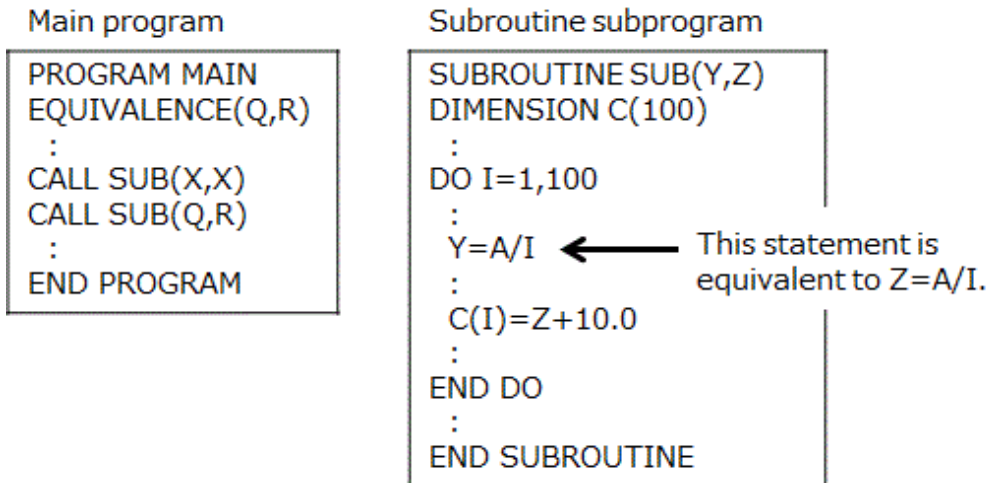 Main program
PROGRAM MAIN
EQUIVALENCE(Q,R)
:
CALL SUB(X,X)
CALL SUB(Q,R)
:
END PROGRAM
Subroutine subprogram
SUBROUTINE SUB(Y,Z)
DIMENSION C(100)
:
DO I=1,100
:
Y=A/I
:
C(I)=Z+10.0
:
END DO
:
END SUBROUTINE
This statement is
equivalent to Z=A/I.